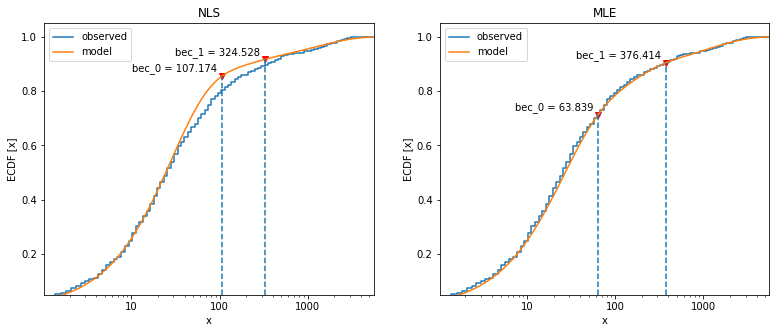 NLS
observed
model
bec_1 = 324.528
bec_0 = 107.174
ECDF [x]
1.0
0.8
0.6
0.4
0.2
10
100
1000
x
MLE
observed
model
bec_1 = 376.414
bec_0 = 63.839
ECDF [x]
1.0
0.8
0.6
0.4
0.2
10
100
1000
x